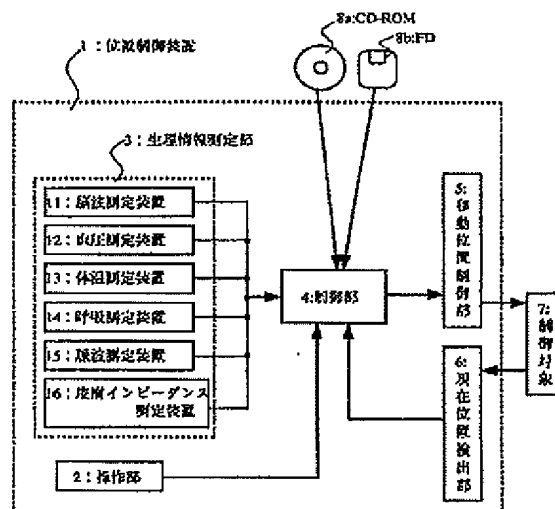 8a:CD-ROM
8b:FD
1:位置制御装置
3:生理情報測定部
11:脳波測定装置
12:血圧測定装置
13:体温測定装置
14:呼吸測定装置
15:脈波測定装置
16:皮膚インピーダンス
測定装置
4:制御部
2:操作部
5:移動位置制御部
6:現在位置検出部
7:制御対象